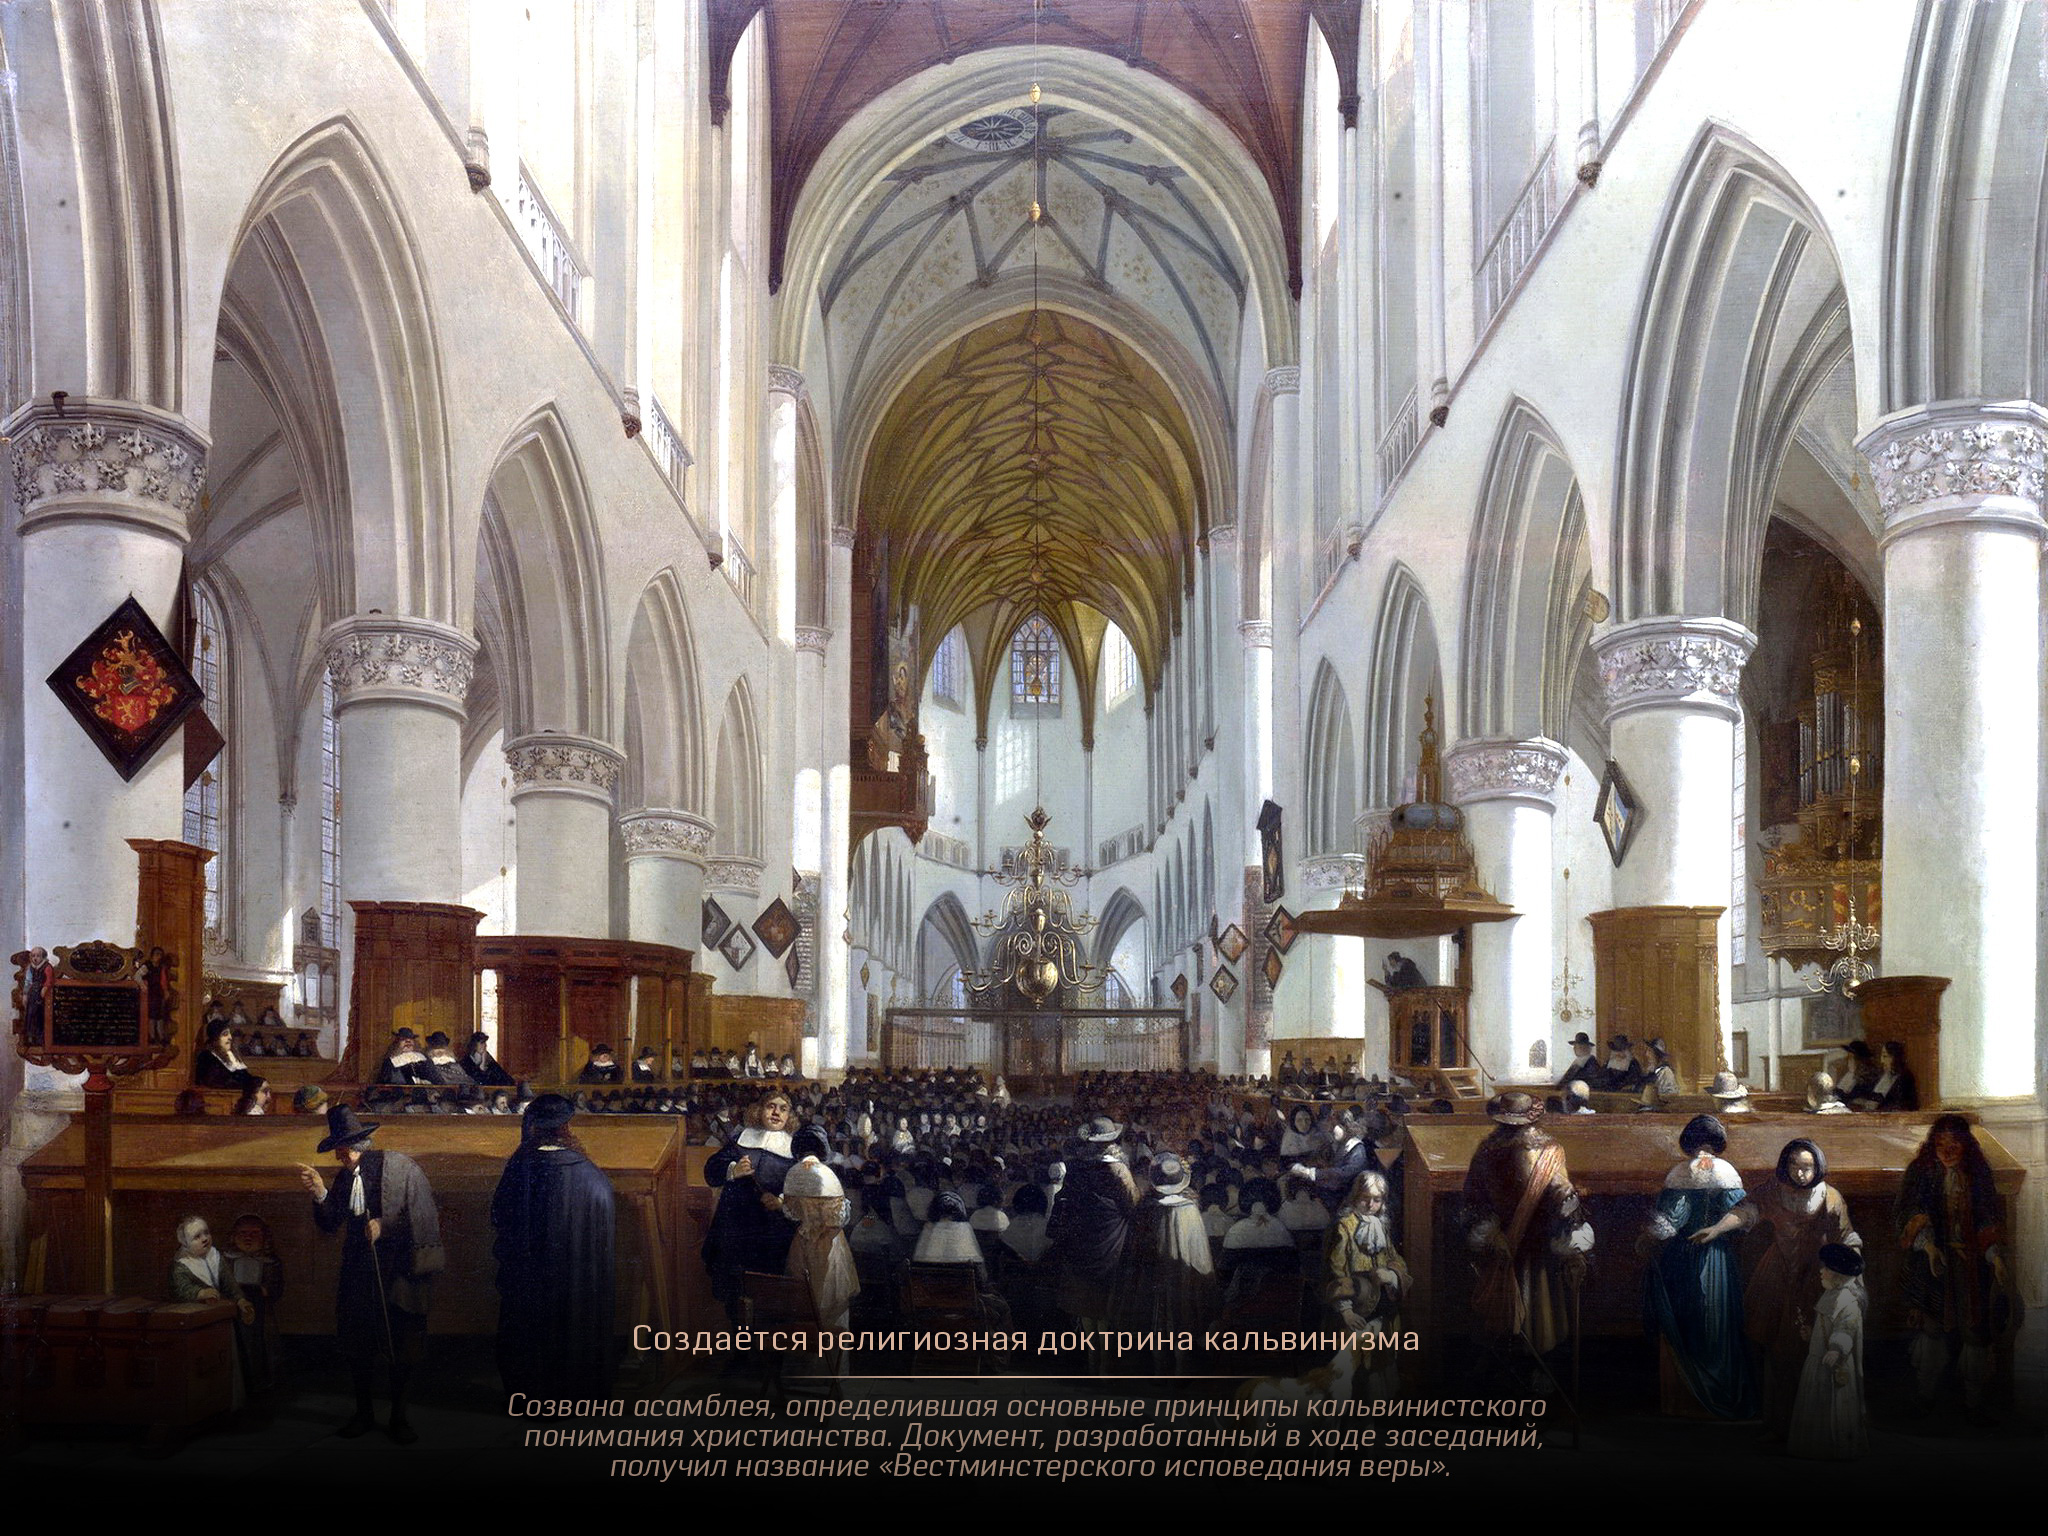 Создаётся религиозная доктрина кальвинизма
Созвана асамблея, определившая основные принципы кальвинистского
понимания христианства. Документ, разработанный в ходе заседаний,
получил название «Вестминстерского исповедания веры».